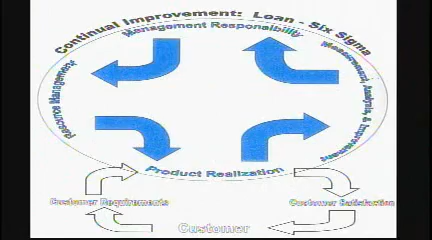 Continual Improvement: Loan - Six Sigma
Management Responsibility
Resource Management
Measurement, Analysis, & Improvement
Product Realization
Customer Requirements
Customer Satisfaction
Customer